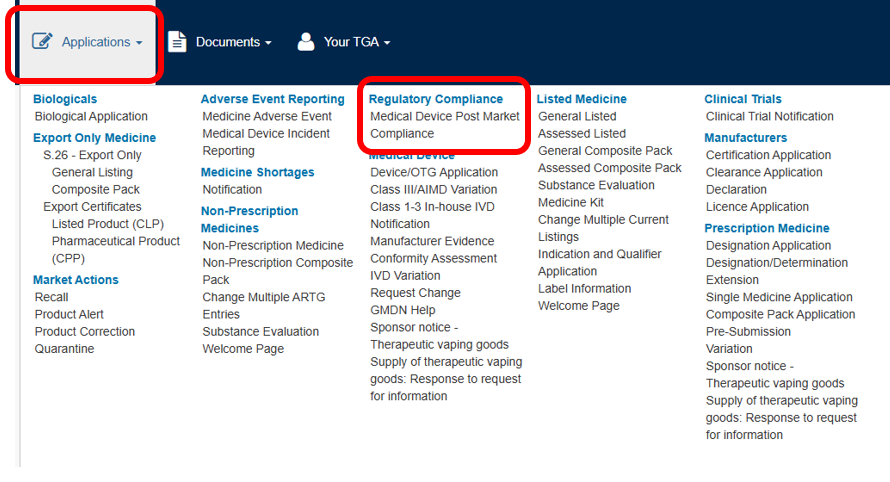 Applications
Documents
Your TGA
Biologicals
Biological Application
Export Only Medicine
S.26 - Export Only
General Listing
Composite Pack
Export Certificates
Listed Product (CLP)
Pharmaceutical Product
(CPP)
Market Actions
Recall
Product Alert
Product Correction
Quarantine
Adverse Event Reporting
Medicine Adverse Event
Medical Device Incident
Reporting
Medicine Shortages
Notification
Non-Prescription
Medicines
Non-Prescription Medicine
Non-Prescription Composite
Pack
Change Multiple ARTG
Entries
Substance Evaluation
Welcome Page
Regulatory Compliance
Medical Device Post Market
Compliance
Medical Device
Device/OTG Application
Class III/AIMD Variation
Class 1-3 In-house IVD
Notification
Manufacturer Evidence
Conformity Assessment
IVD Variation
Request Change
GMDN Help
Sponsor notice -
Therapeutic vaping goods
Supply of therapeutic vaping
goods: Response to request
for information
Listed Medicine
General Listed
Assessed Listed
General Composite Pack
Assessed Composite Pack
Substance Evaluation
Medicine Kit
Change Multiple Current
Listings
Indication and Qualifier
Application
Label Information
Welcome Page
Clinical Trials
Clinical Trial Notification
Manufacturers
Certification Application
Clearance Application
Declaration
Licence Application
Prescription Medicine
Designation Application
Designation/Determination
Extension
Single Medicine Application
Composite Pack Application
Pre-Submission
Variation
Sponsor notice -
Therapeutic vaping goods
Supply of therapeutic vaping
goods: Response to request
for information